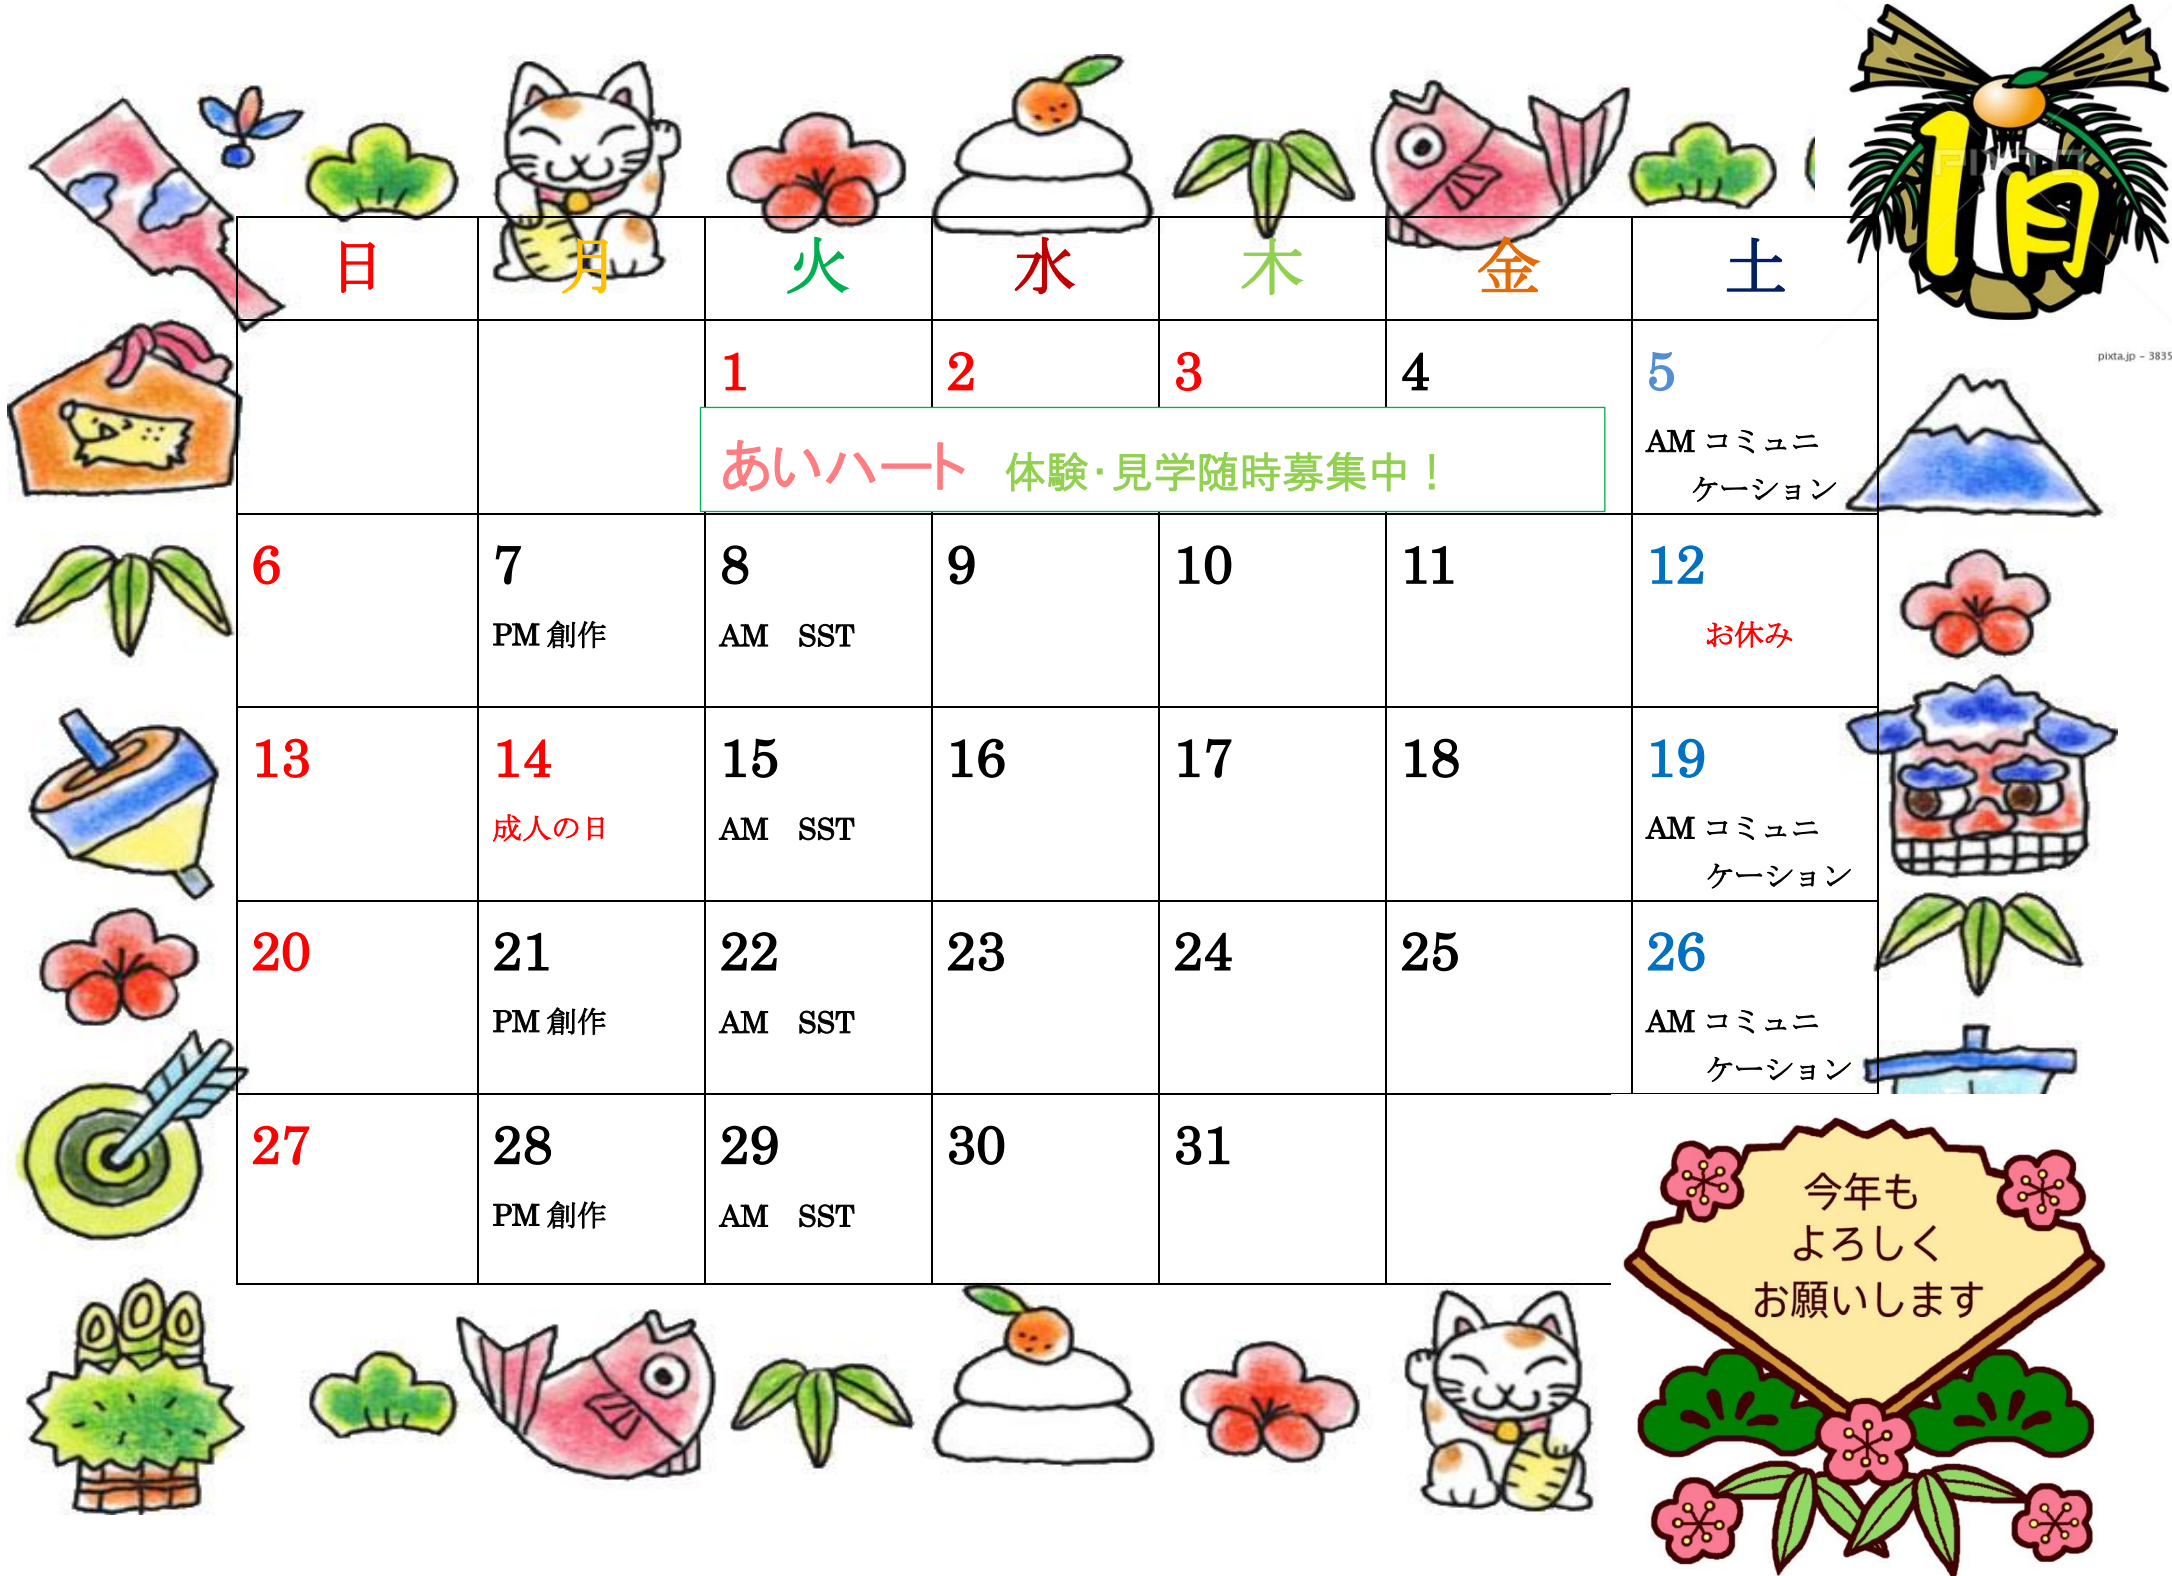 1月
PIXTA
pixta.jp - 3835
日 月 火 水 木 金 土
1 2 3 4 5
AM コミュニ
ケーション
あいハート 体験・見学随時募集中！
6 7 8 9 10 11 12
PM 創作 AM SST お休み
13 14 15 16 17 18 19
成人の日 AM SST AM コミュニ
ケーション
20 21 22 23 24 25 26
PM 創作 AM SST AM コミュニ
ケーション
27 28 29 30 31
PM 創作 AM SST
今年も
よろしく
お願いします